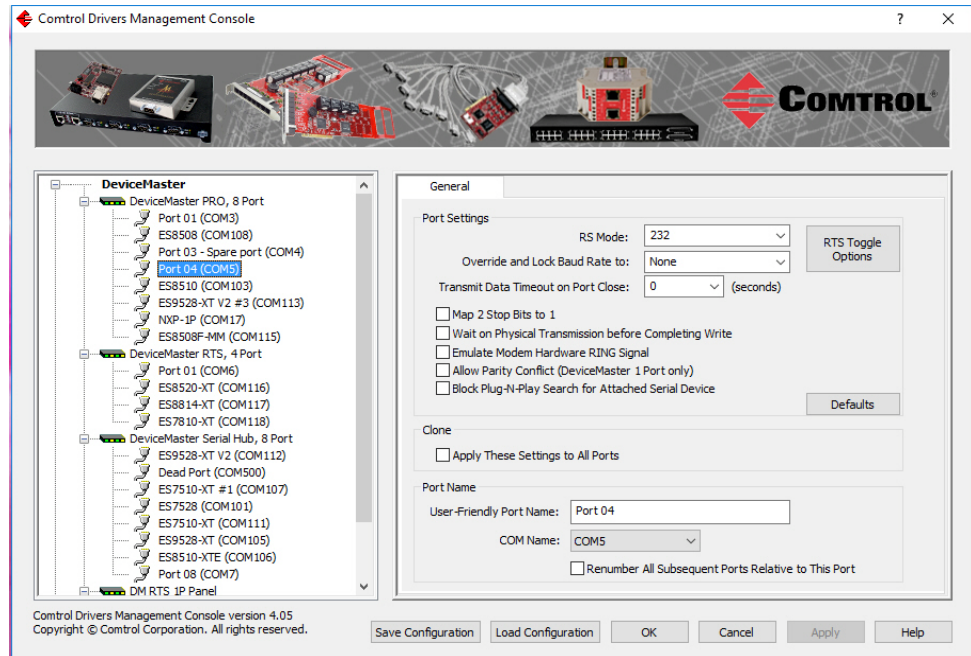 Comtrol Drivers Management Console
?
COMTROL
DeviceMaster
DeviceMaster PRO, 8 Port
Port 01 (COM3)
ES8508 (COM108)
Port 03 - Spare port (COM4)
Port 04 (COM5)
ES8510 (COM103)
ES9528-XT V2 #3 (COM113)
NXP-1P (COM17)
ES8508F-MM (COM115)
DeviceMaster RTS, 4 Port
Port 01 (COM6)
ES8520-XT (COM116)
ES8814-XT (COM117)
ES7810-XT (COM118)
DeviceMaster Serial Hub, 8 Port
ES9528-XT V2 (COM112)
Dead Port (COM500)
ES7510-XT #1 (COM107)
ES7528 (COM101)
ES7510-XT (COM111)
ES9528-XT (COM105)
ES8510-XTE (COM106)
Port 08 (COM7)
DM RTS 1P Panel
General
Port Settings
RS Mode: 232
RTS Toggle
Options
Override and Lock Baud Rate to: None
Transmit Data Timeout on Port Close: 0 (seconds)
Map 2 Stop Bits to 1
Wait on Physical Transmission before Completing Write
Emulate Modem Hardware RING Signal
Allow Parity Conflict (DeviceMaster 1 Port only)
Block Plug-N-Play Search for Attached Serial Device
Defaults
Clone
Apply These Settings to All Ports
Port Name
User-Friendly Port Name: Port 04
COM Name: COM5
Renumber All Subsequent Ports Relative to This Port
Comtrol Drivers Management Console version 4.05
Copyright © Comtrol Corporation. All rights reserved.
Save Configuration
Load Configuration
OK
Cancel
Apply
Help